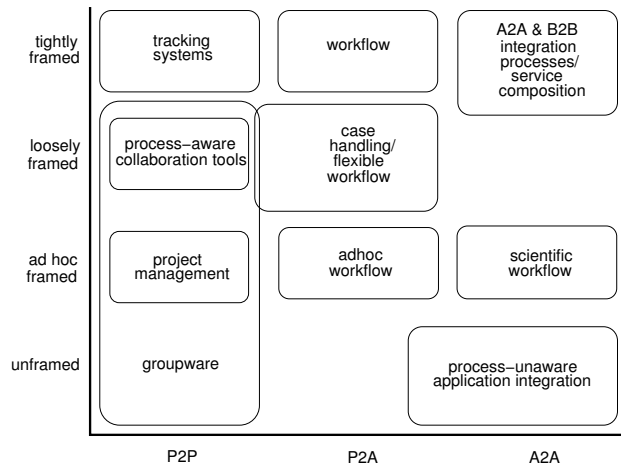 tightly
framed
tracking
systems
workflow
A2A & B2B
integration
processes/
service
composition
loosely
framed
process−aware
collaboration tools
case
handling/
flexible
workflow
ad hoc
framed
project
management
adhoc
workflow
scientific
workflow
unframed
groupware
process−unaware
application integration
P2P
P2A
A2A